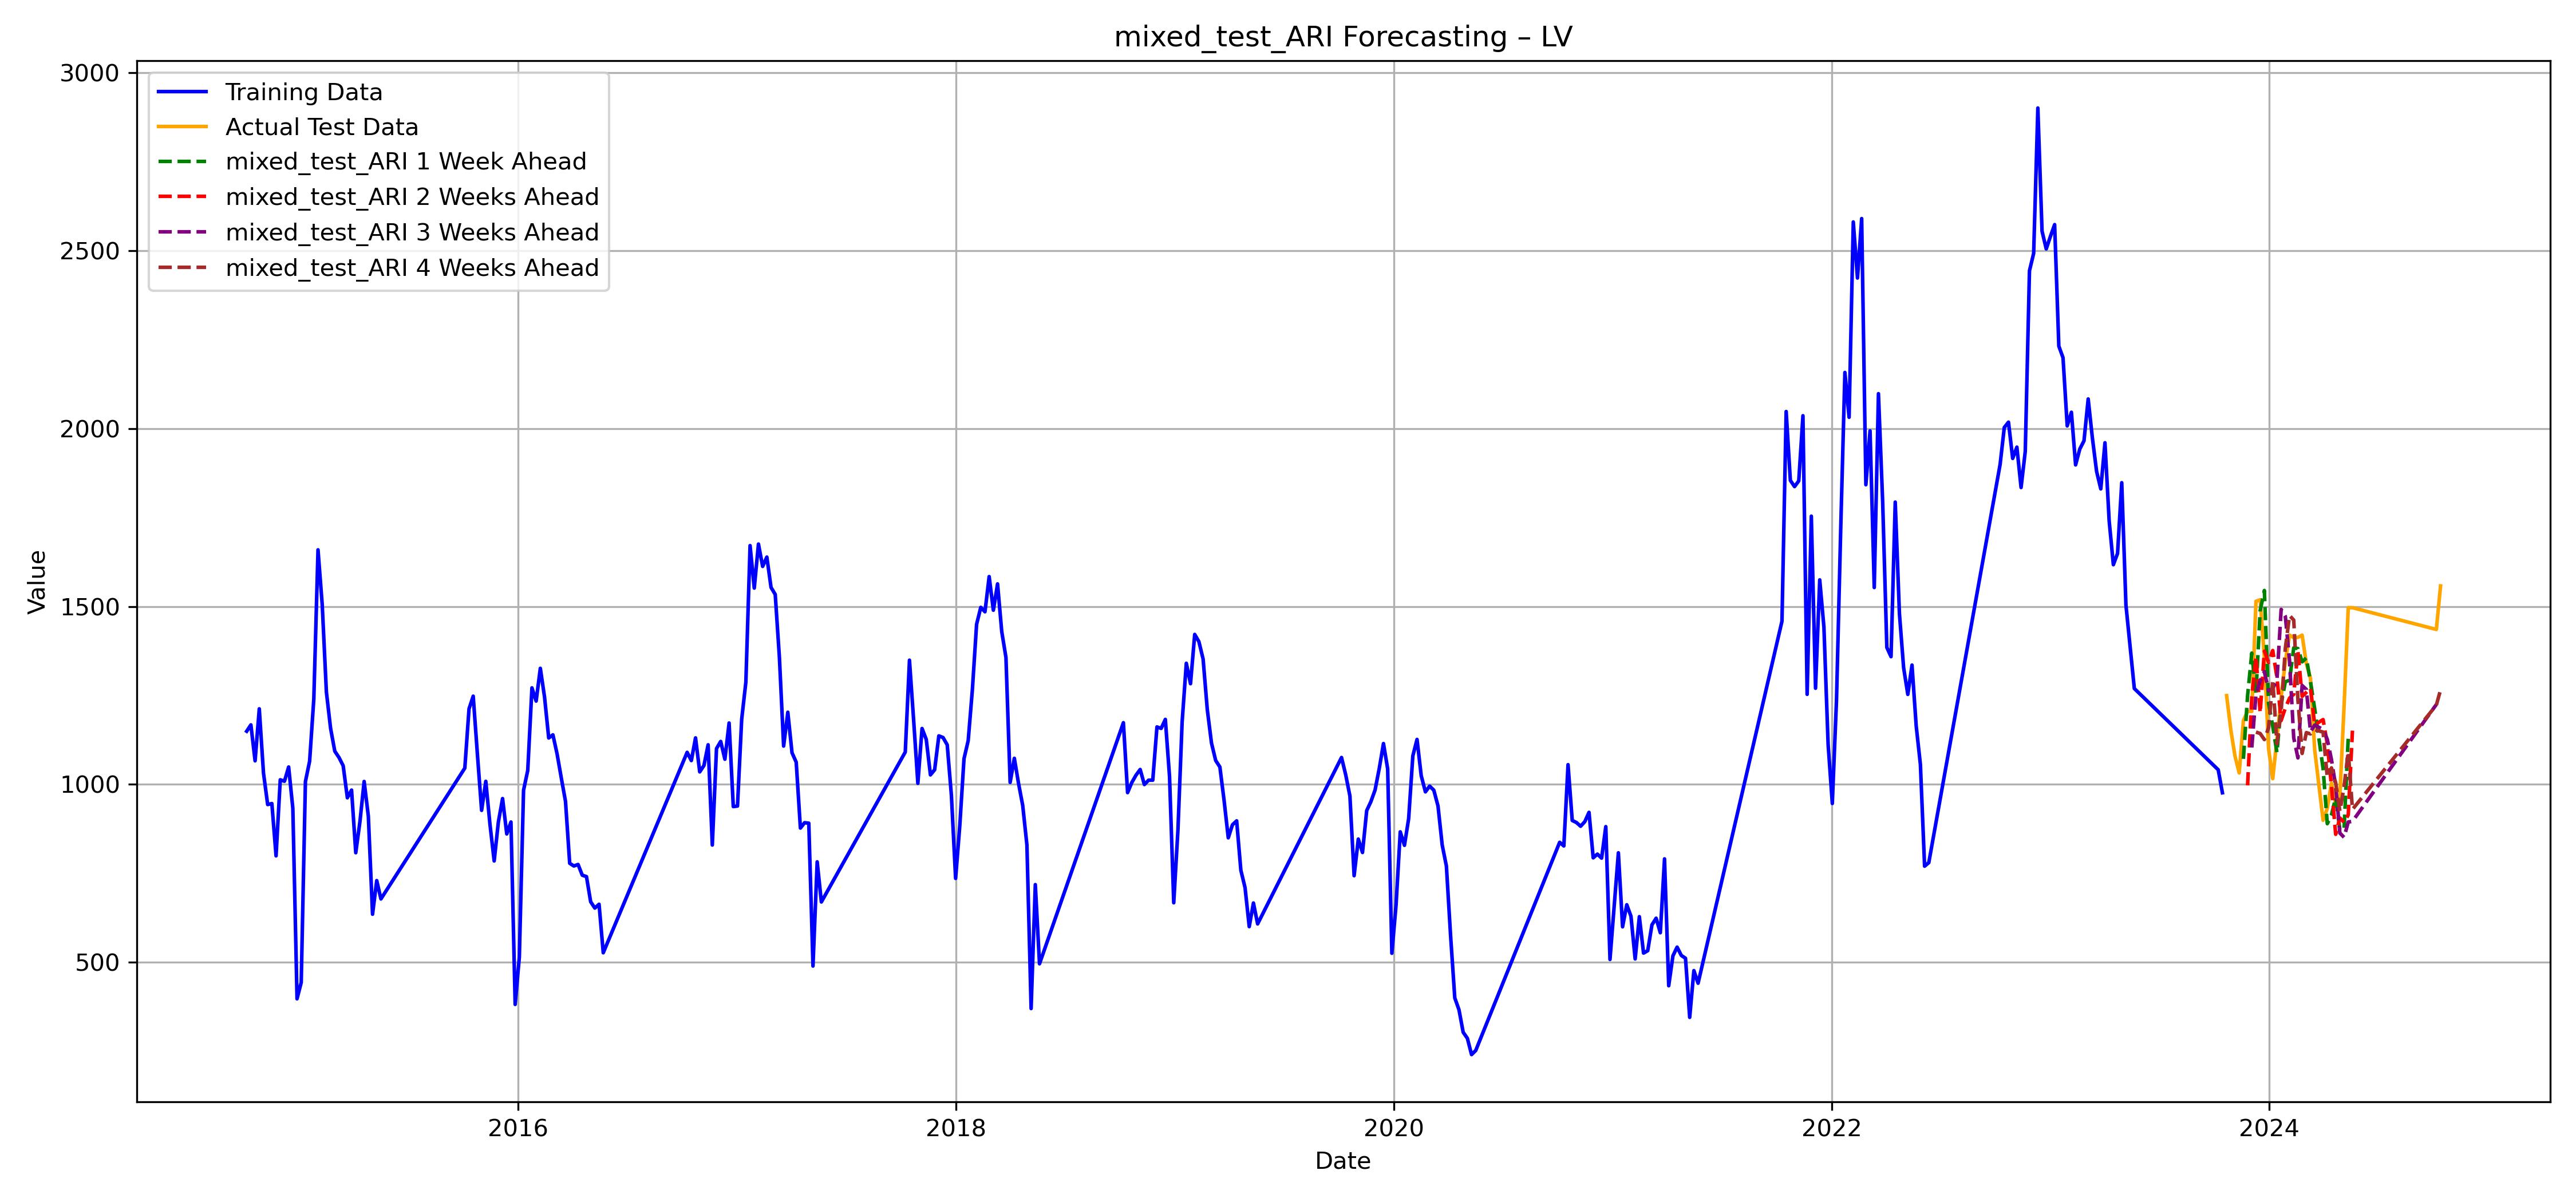 mixed_test_ARI Forecasting – LV
3000
2500
2000
1500
1000
500
Value
Training Data
Actual Test Data
mixed_test_ARI 1 Week Ahead
mixed_test_ARI 2 Weeks Ahead
mixed_test_ARI 3 Weeks Ahead
mixed_test_ARI 4 Weeks Ahead
2016
2018
2020
2022
2024
Date